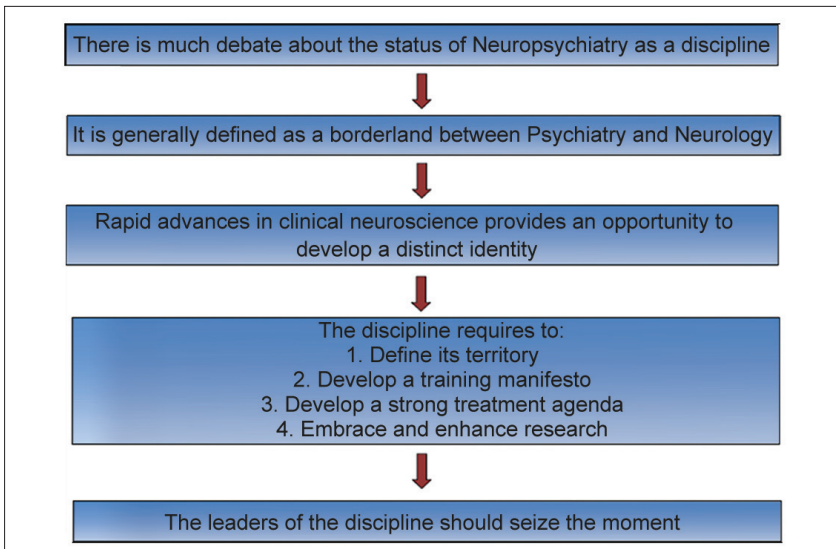 There is much debate about the status of Neuropsychiatry as a discipline
It is generally defined as a borderland between Psychiatry and Neurology
Rapid advances in clinical neuroscience provides an opportunity to
develop a distinct identity
The discipline requires to:
1. Define its territory
2. Develop a training manifesto
3. Develop a strong treatment agenda
4. Embrace and enhance research
The leaders of the discipline should seize the moment